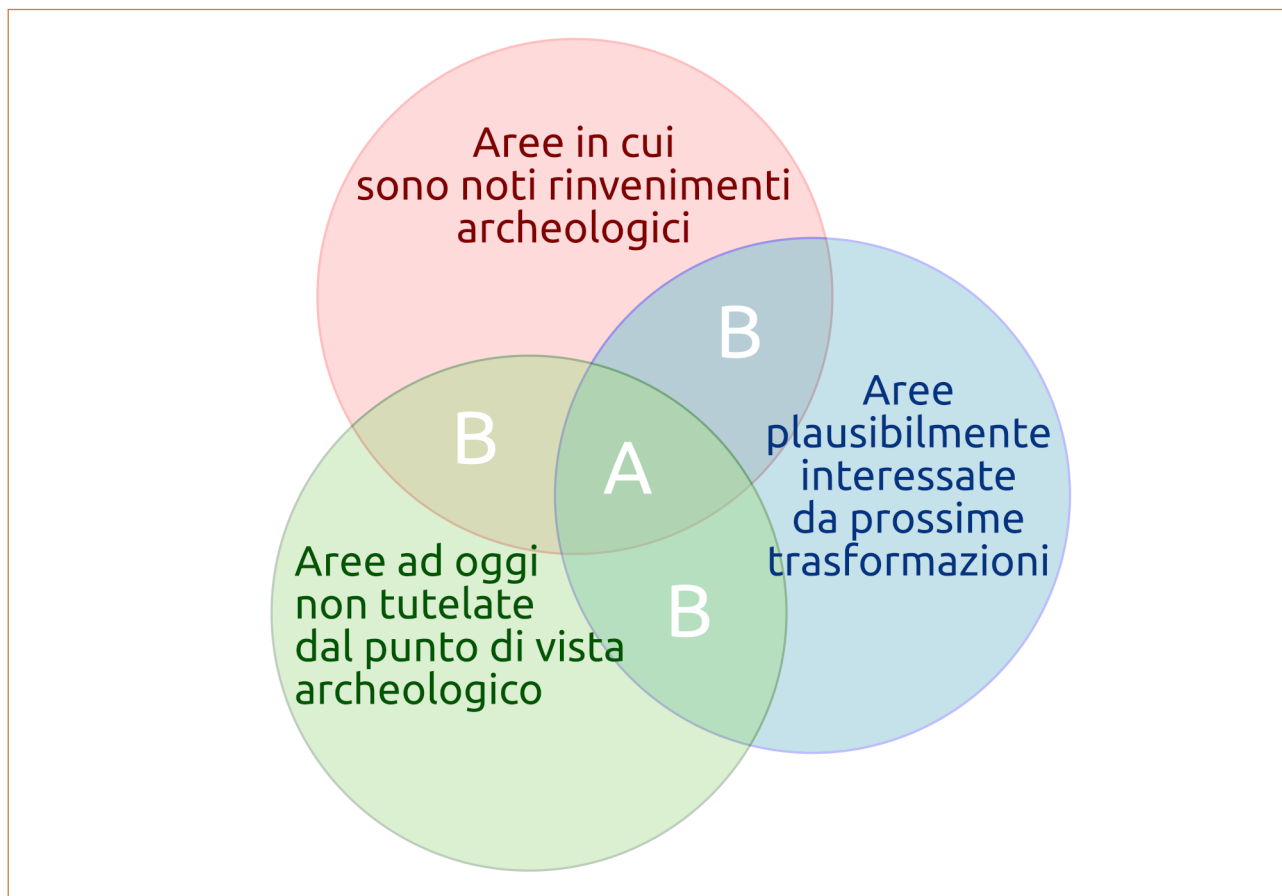 Aree in cui
sono noti rinvenimenti
archeologici
B
Aree
plausibilmente
interessate
da prossime
trasformazioni
B
A
Aree ad oggi
non tutelate
dal punto di vista
archeologico
B